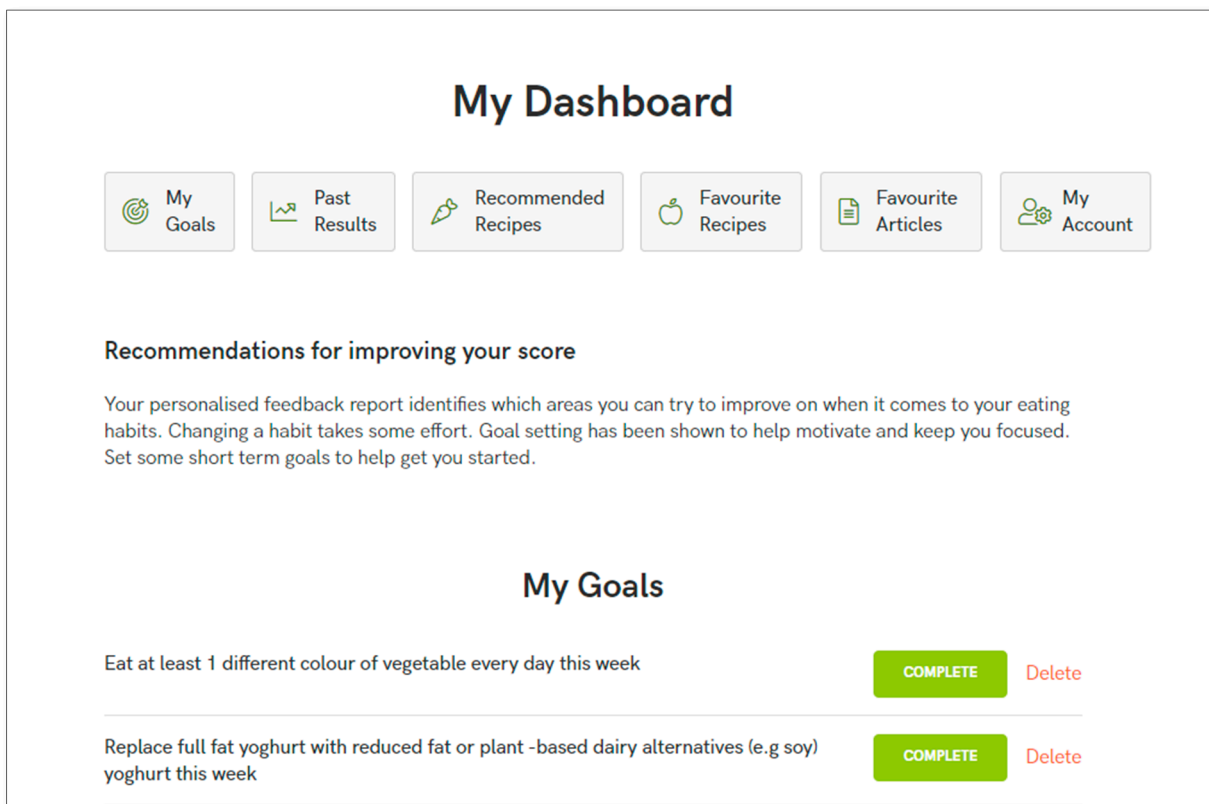 My Dashboard
My
Goals
Past
Results
Recommended
Recipes
Favourite
Recipes
Favourite
Articles
My
Account
Recommendations for improving your score
Your personalised feedback report identifies which areas you can try to improve on when it comes to your eating
habits. Changing a habit takes some effort. Goal setting has been shown to help motivate and keep you focused.
Set some short term goals to help get you started.
My Goals
Eat at least 1 different colour of vegetable every day this week
COMPLETE
Delete
Replace full fat yoghurt with reduced fat or plant -based dairy alternatives (e.g soy)
yoghurt this week
COMPLETE
Delete